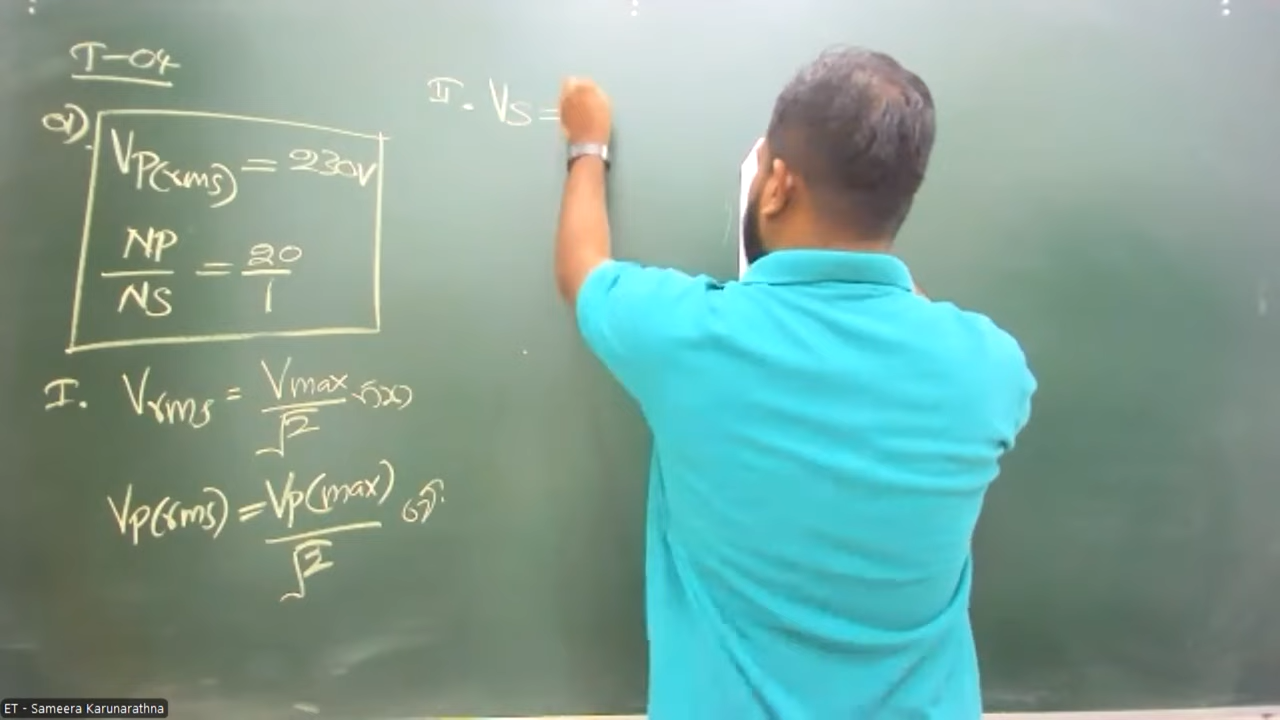 T-04
a).
VP(rms) = 230V
NP/NS = 20/1
I. Vrms = Vmax/√2
Vp(rms) = Vp(max)/√2
II. Vs =
ET - Sameera Karunarathna